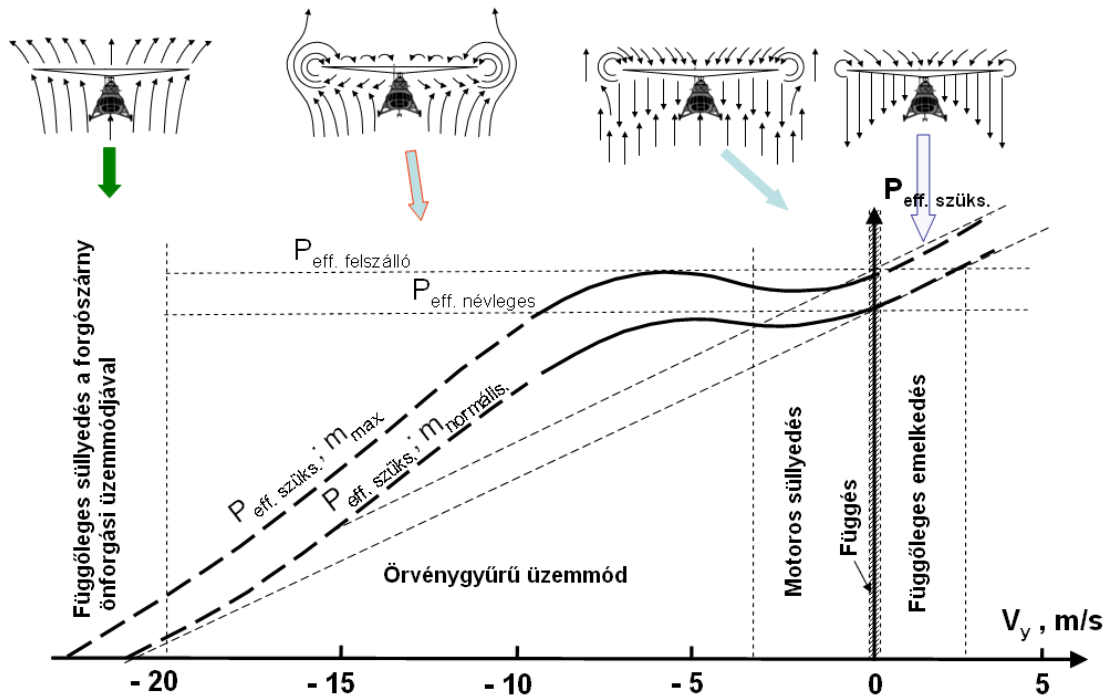 P eff. szüks.
P eff. felszálló
P eff. névleges
Függőleges süllyedés a forgószárny
önforgási üzemmódjával
P eff. szüks. ; m max.
P eff. szüks. ; m normális.
Örvénygyűrű üzemmód
Motoros süllyedés
Függés
Függőleges emelkedés
V y , m/s
- 20
- 15
- 10
- 5
0
5